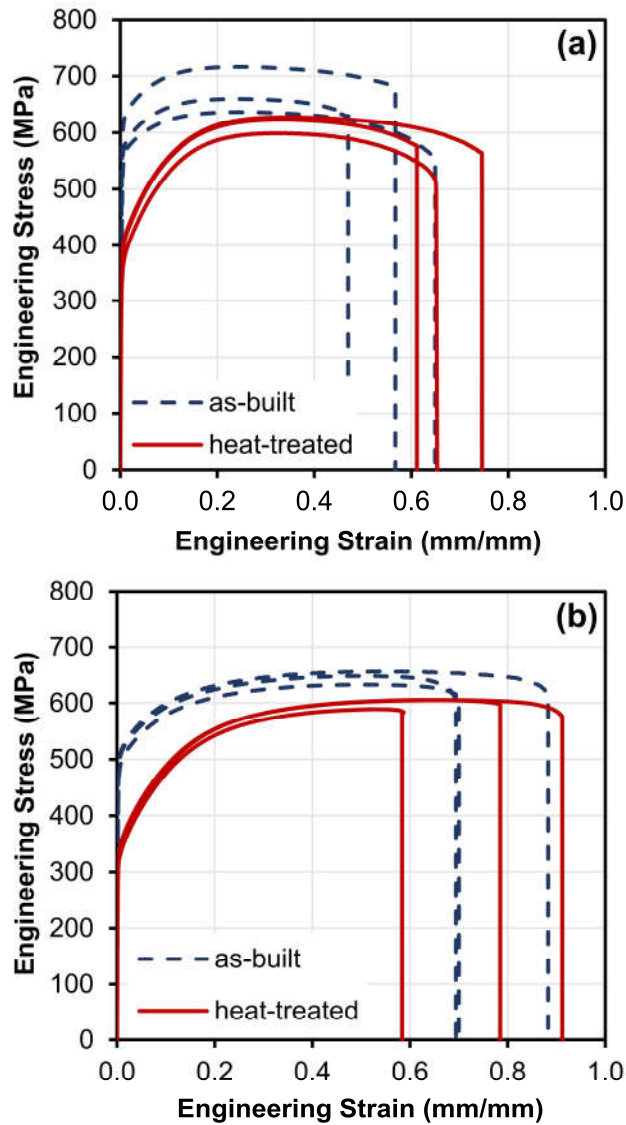 (a)
Engineering Stress (MPa)
800
700
600
500
400
300
200
100
0
as-built
heat-treated
0.0 0.2 0.4 0.6 0.8 1.0
Engineering Strain (mm/mm)
(b)
Engineering Stress (MPa)
800
700
600
500
400
300
200
100
0
as-built
heat-treated
0.0 0.2 0.4 0.6 0.8 1.0
Engineering Strain (mm/mm)